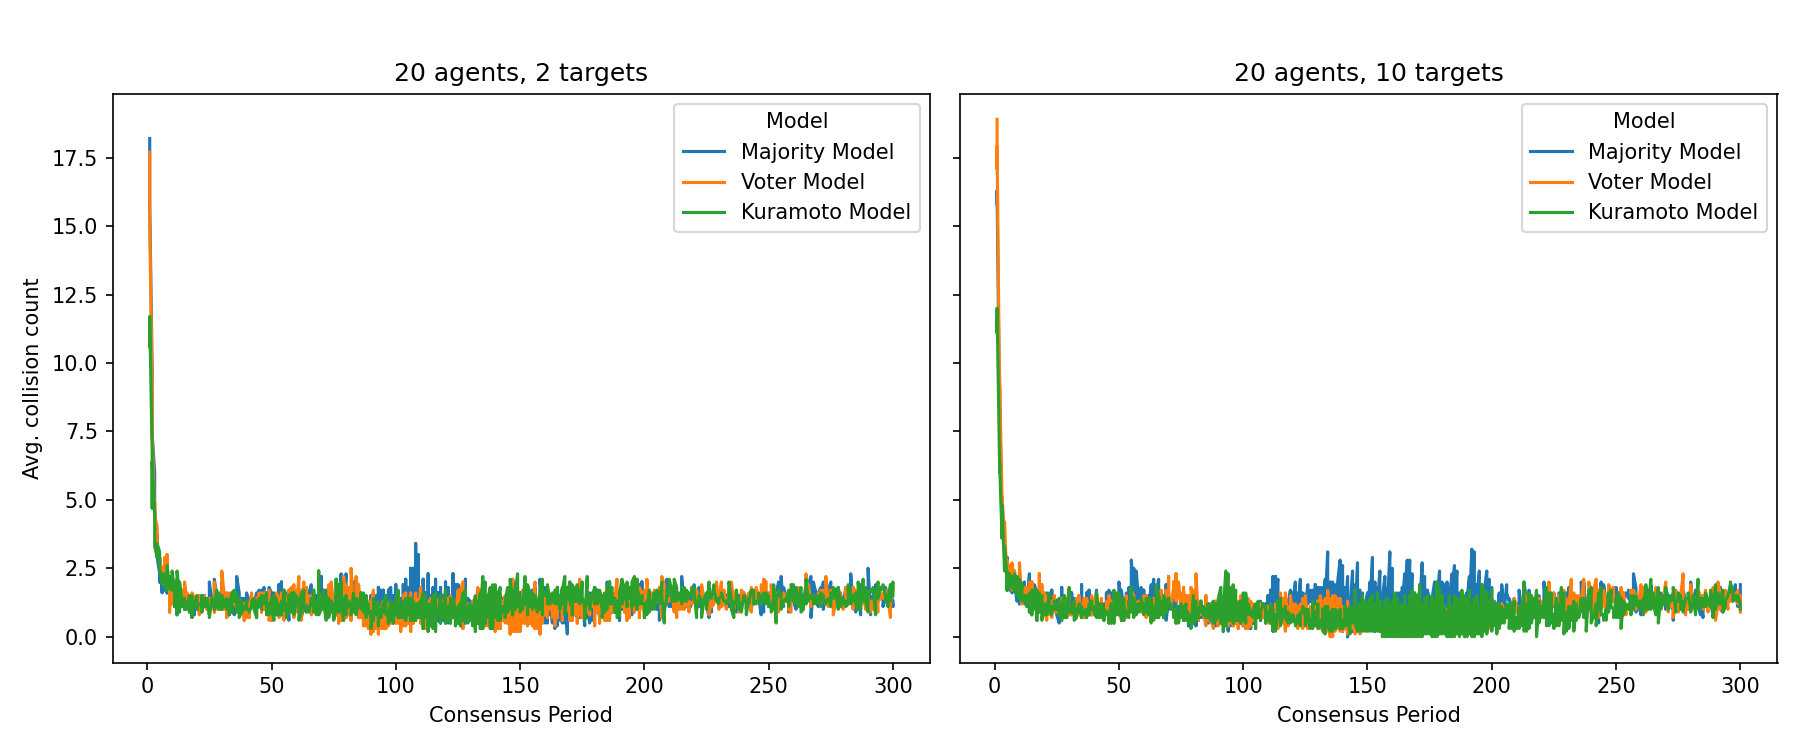 20 agents, 2 targets
Model
Majority Model
Voter Model
Kuramoto Model
Avg. collision count
17.5
15.0
12.5
10.0
7.5
5.0
2.5
0.0
0 50 100 150 200 250 300
Consensus Period
20 agents, 10 targets
Model
Majority Model
Voter Model
Kuramoto Model
0 50 100 150 200 250 300
Consensus Period